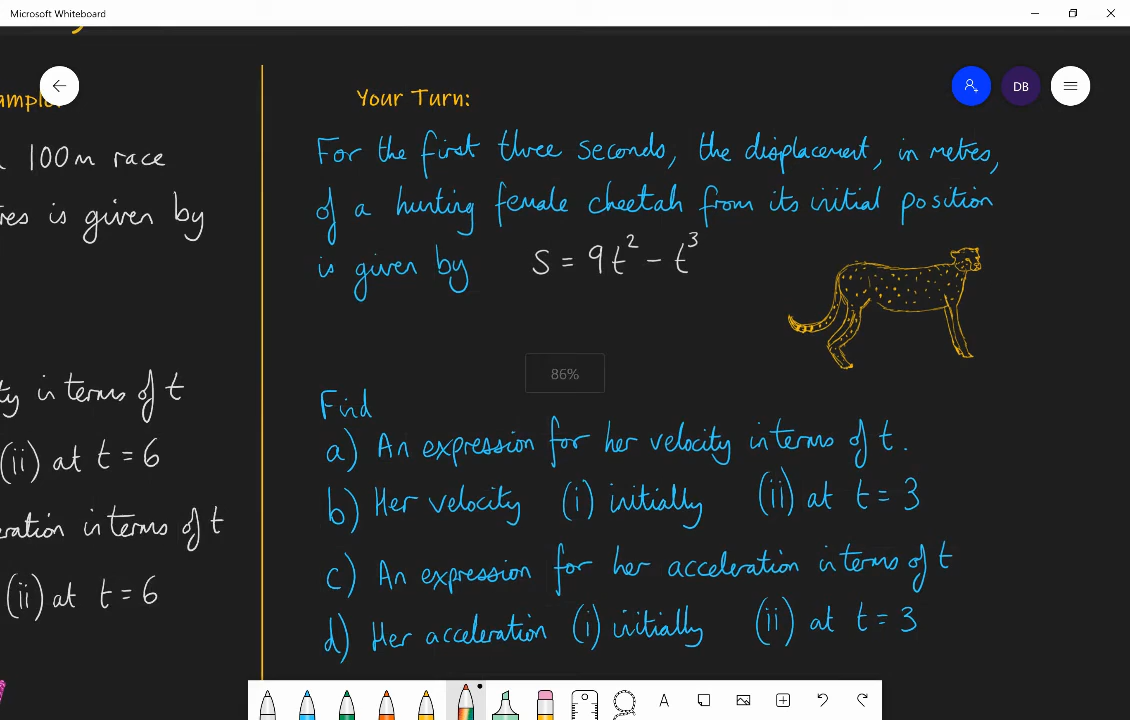 Microsoft Whiteboard
ample:
100m race
res is given by
in terms of t
(ii) at t = 6
eration in terms of t
(ii) at t = 6
Your Turn:
DB
For the first three seconds, the displacement, in metres,
of a hunting female cheetah from its initial position
is given by s = 9t² − t³
86%
Find
a) An expression for her velocity in terms of t.
b) Her velocity (i) initially (ii) at t = 3
c) An expression for her acceleration in terms of t
d) Her acceleration (i) initially (ii) at t = 3
A